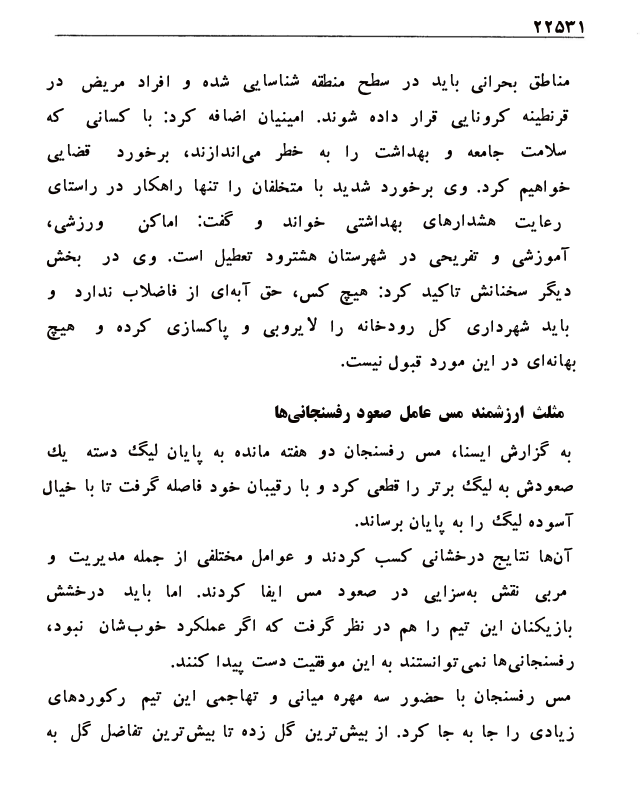 ۲۲۵۳۱
مناطق بحرانی باید در سطح منطقه شناسایی شده و افراد مریض در
قرنطینه کرونایی قرار داده شوند. امینیان اضافه کرد: با کسانی که
سلامت جامعه و بهداشت را به خطر می‌اندازند، برخورد قضایی
خواهیم کرد. وی برخورد شدید با متخلفان را تنها راهکار در راستای
رعایت هشدارهای بهداشتی خواند و گفت: اماکن ورزشی،
آموزشی و تفریحی در شهرستان هشترود تعطیل است. وی در بخش
دیگر سخنانش تاکید کرد: هیچ کس، حق آبه‌ای از فاضلاب ندارد و
باید شهرداری کل رودخانه را لایروبی و پاکسازی کرده و هیچ
بهانه‌ای در این مورد قبول نیست.
مثلث ارزشمند مس عامل صعود رفسنجانی‌ها
به گزارش ایسنا، مس رفسنجان دو هفته مانده به پایان لیگ دسته یك
صعودش به لیگ برتر را قطعی کرد و با رقیبان خود فاصله گرفت تا با خیال
آسوده لیگ را به پایان برساند.
آن‌ها نتایج درخشانی کسب کردند و عوامل مختلفی از جمله مدیریت و
مربی نقش به‌سزایی در صعود مس ایفا کردند. اما باید درخشش
بازیکنان این تیم را هم در نظر گرفت که اگر عملکرد خوب‌شان نبود،
رفسنجانی‌ها نمی‌توانستند به این موفقیت دست پیدا کنند.
مس رفسنجان با حضور سه مهره میانی و تهاجمی این تیم رکوردهای
زیادی را جا به جا کرد. از بیش‌ترین گل زده تا بیش‌ترین تفاضل گل به